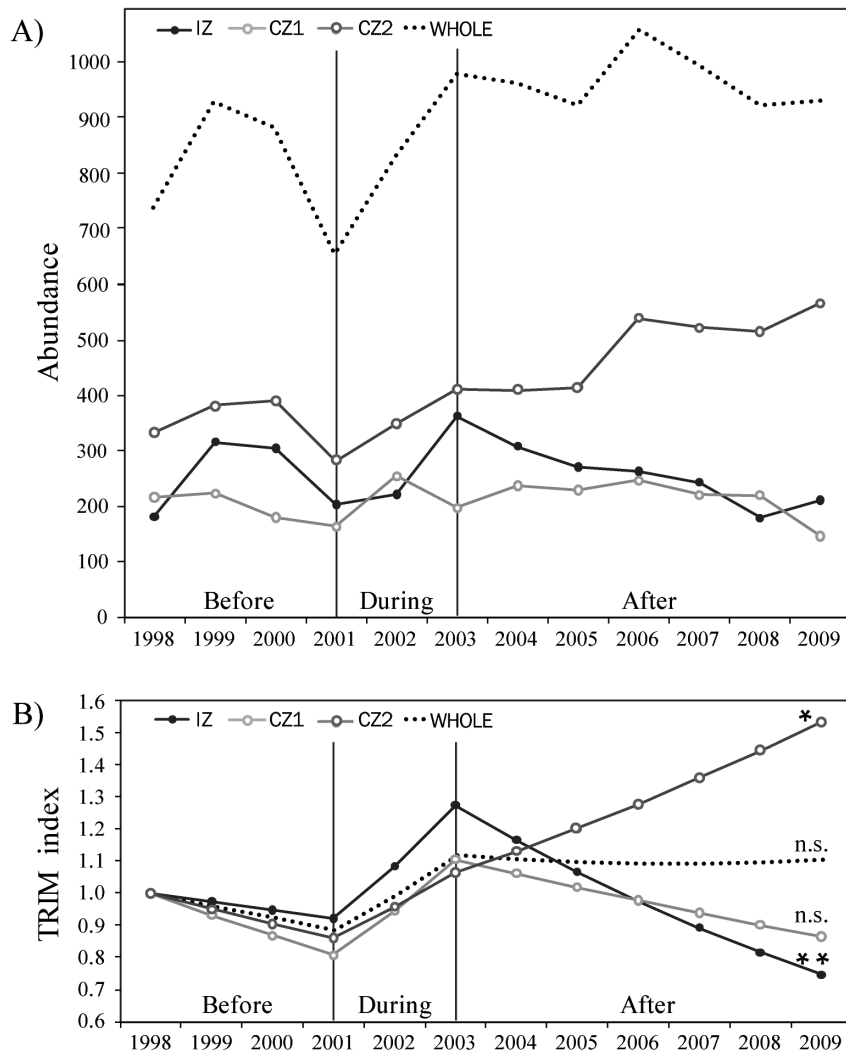 A)
IZ CZ1 CZ2 WHOLE
Abundance
1000
900
800
700
600
500
400
300
200
100
0
Before During After
1998 1999 2000 2001 2002 2003 2004 2005 2006 2007 2008 2009
B)
IZ CZ1 CZ2 WHOLE
TRIM index
1.6
1.5
1.4
1.3
1.2
1.1
1.0
0.9
0.8
0.7
0.6
*
n.s.
n.s.
**
Before During After
1998 1999 2000 2001 2002 2003 2004 2005 2006 2007 2008 2009